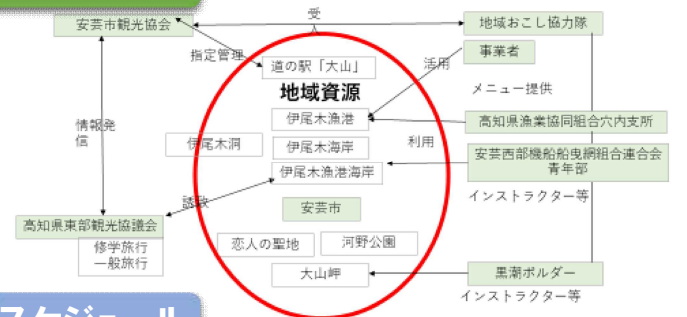 受
入
安芸市観光協会
地域おこし協力隊
指定管理
事業者
道の駅「大山」
活用
地域資源
メニュー提供
伊尾木漁港
高知県漁業協同組合穴内支所
情報発
信
伊尾木洞
伊尾木海岸
利用
安芸西部機船船曳網組合連合会
青年部
伊尾木漁港海岸
インストラクター等
誘致
安芸市
高知県東部観光協議会
修学旅行
一般旅行
恋人の聖地
河野公園
大山岬
黒潮ボルダー
インストラクター等
スケジュール